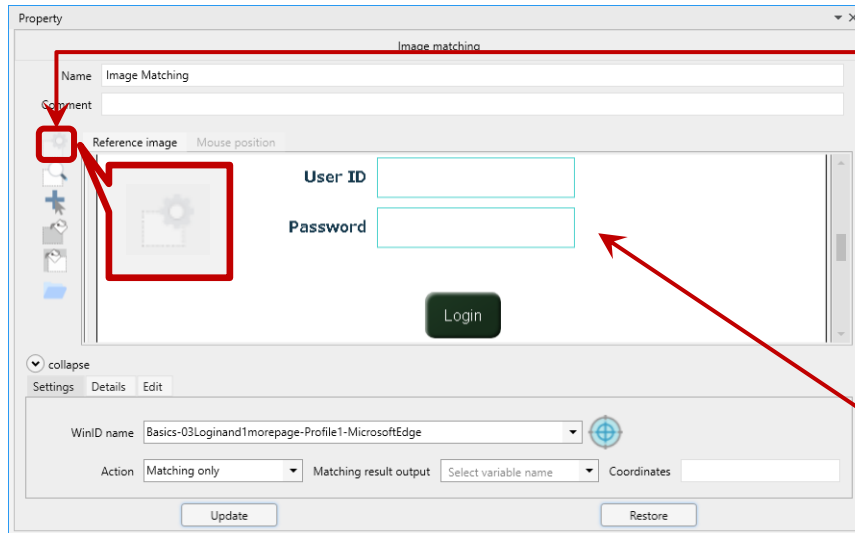 Property
Image matching
Name Image Matching
Comment
Reference image Mouse position
User ID
Password
Login
collapse
Settings Details Edit
WinID name Basics-03Loginand1morepage-Profile1-MicrosoftEdge
Action Matching only Matching result output Select variable name Coordinates
Update Restore